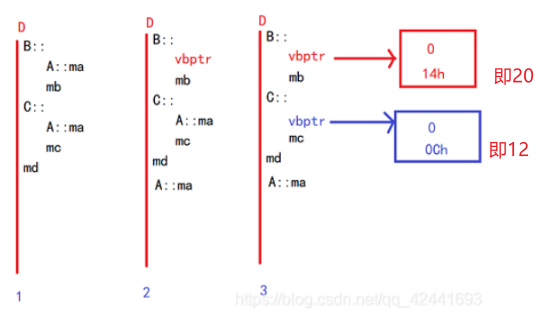 D
B::
A::ma
mb
C::
A::ma
mc
md
1
D
B::
vbptr
mb
C::
A::ma
mc
md
A::ma
2
D
B::
vbptr
mb
C::
vbptr
mc
md
A::ma
3
0
14h
即20
0
0Ch
即12
https://blog.csdn.net/qq_42441693